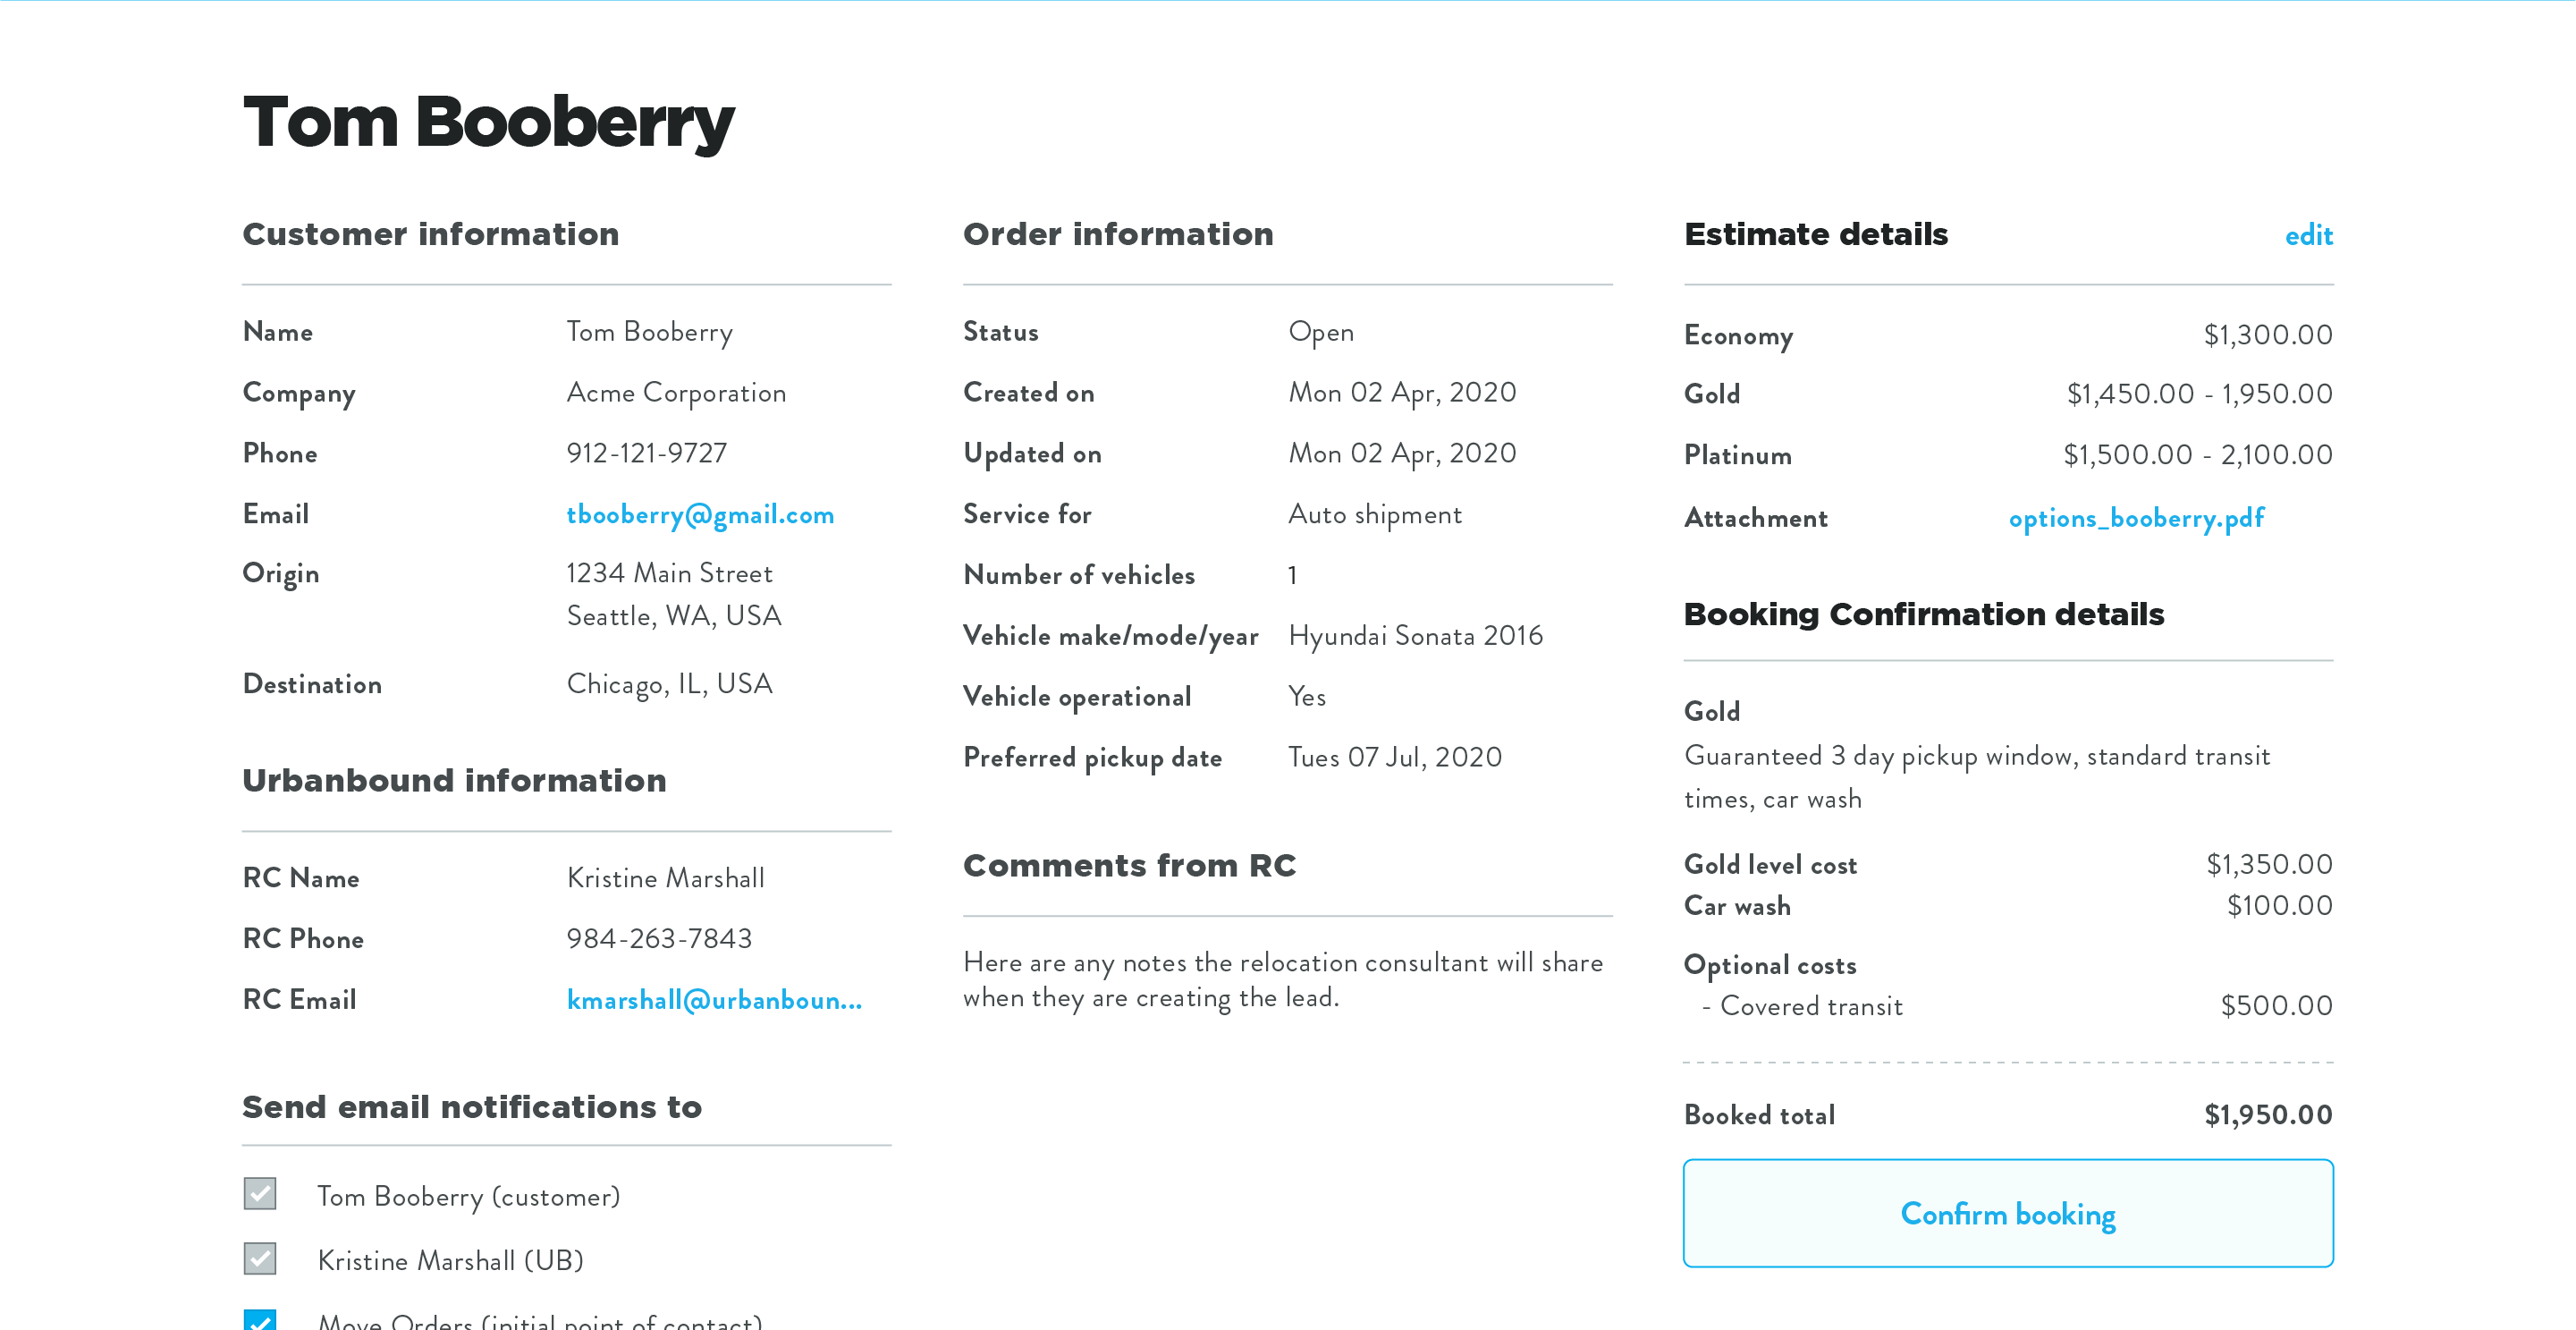 Tom Booberry
Customer information
Name Tom Booberry
Company Acme Corporation
Phone 912-121-9727
Email tbooberry@gmail.com
Origin 1234 Main Street
Seattle, WA, USA
Destination Chicago, IL, USA
Urbanbound information
RC Name Kristine Marshall
RC Phone 984-263-7843
RC Email kmarshall@urbanboun...
Send email notifications to
Tom Booberry (customer)
Kristine Marshall (UB)
Move Orders (initial point of contact)
Order information
Status Open
Created on Mon 02 Apr, 2020
Updated on Mon 02 Apr, 2020
Service for Auto shipment
Number of vehicles 1
Vehicle make/mode/year Hyundai Sonata 2016
Vehicle operational Yes
Preferred pickup date Tues 07 Jul, 2020
Comments from RC
Here are any notes the relocation consultant will share
when they are creating the lead.
Estimate details edit
Economy $1,300.00
Gold $1,450.00 - 1,950.00
Platinum $1,500.00 - 2,100.00
Attachment options_booberry.pdf
Booking Confirmation details
Gold
Guaranteed 3 day pickup window, standard transit
times, car wash
Gold level cost $1,350.00
Car wash $100.00
Optional costs
- Covered transit $500.00
Booked total $1,950.00
Confirm booking